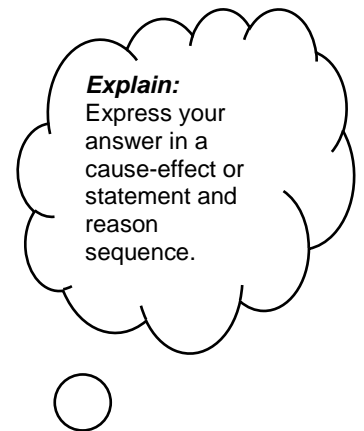 Explain:
Express your
answer in a
cause-effect or
statement and
reason
sequence.